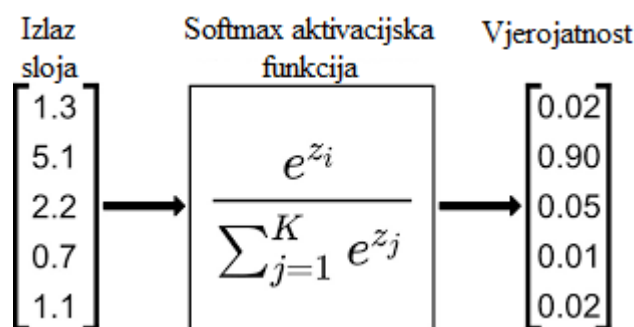 Izlaz
sloja
1.3
5.1
2.2
0.7
1.1
Softmax aktivacijska
funkcija
e^{z_i}
∑_{j=1}^{K} e^{z_j}
Vjerojatnost
0.02
0.90
0.05
0.01
0.02